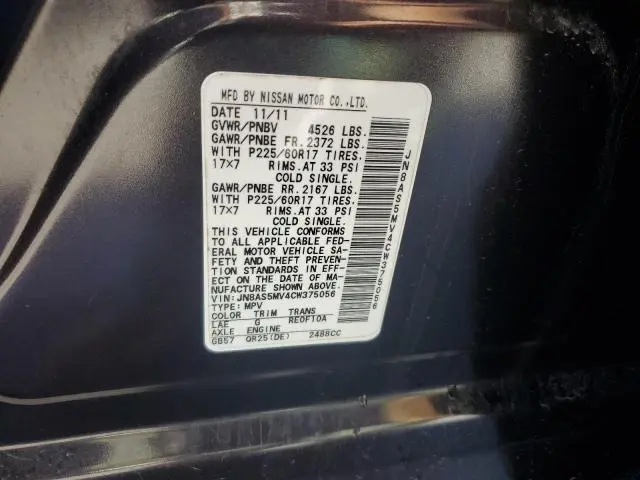 MFD BY NISSAN MOTOR CO.,LTD.
DATE 11/11
GVWR/PNBV 4526 LBS.
GAWR/PNBE FR.2372 LBS.
WITH P225/60R17 TIRES.
17×7 RIMS.AT 33 PSI
COLD SINGLE.
GAWR/PNBE RR.2167 LBS.
WITH P225/60R17 TIRES.
17×7 RIMS.AT 33 PSI
COLD SINGLE.
THIS VEHICLE CONFORMS
TO ALL APPLICABLE FED-
ERAL MOTOR VEHICLE SA-
FETY AND THEFT PREVEN-
TION STANDARDS IN EFF-
ECT ON THE DATE OF MA-
NUFACTURE SHOWN ABOVE.
VIN:JN8AS5MV4CW375056
TYPE:MPV
COLOR TRIM TRANS
LAE G RE0F10A
AXLE ENGINE
GB57 QR25(DE) 2488CC
JN8AS5MV4CW375056